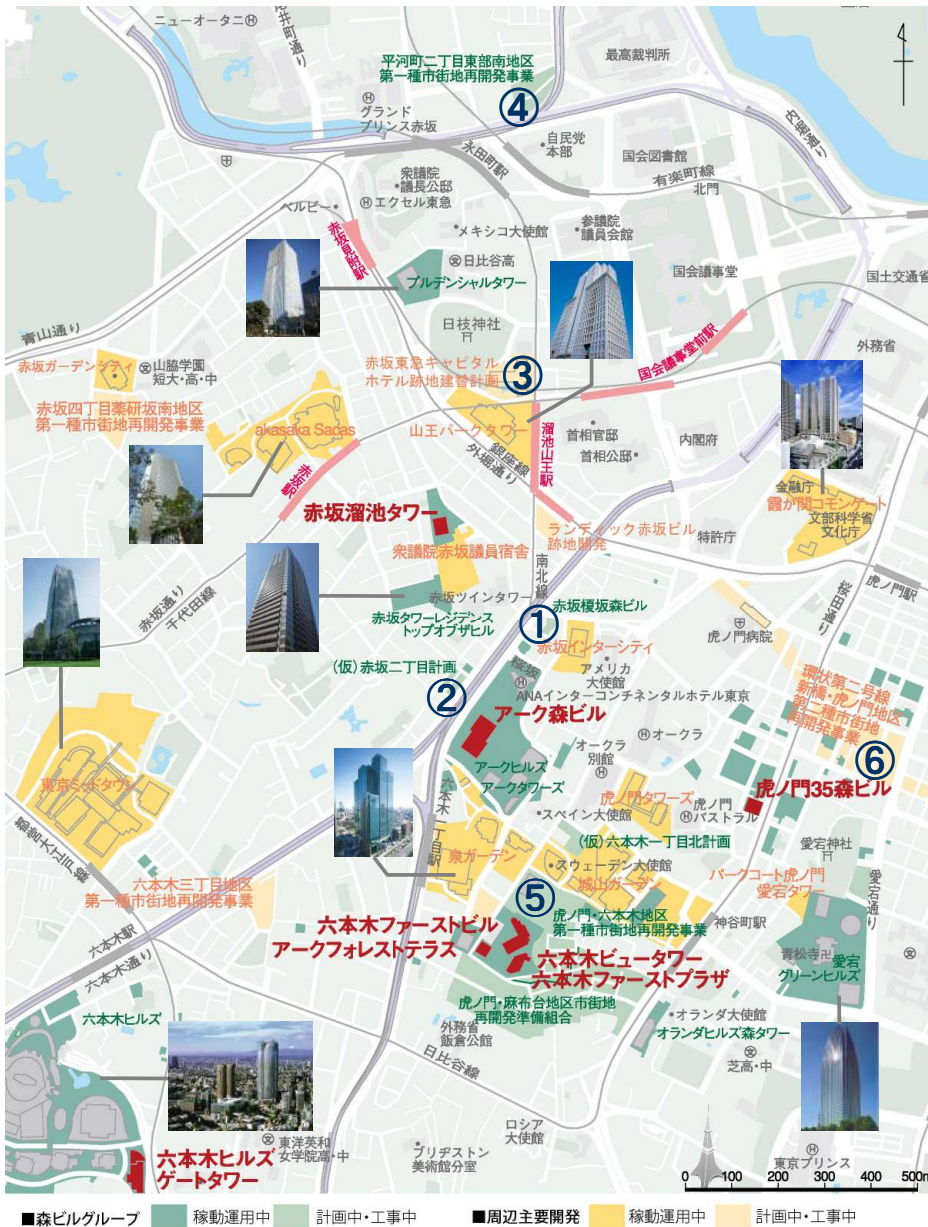 ニューオータニⒽ
紀尾井町通り
平河町二丁目東部南地区
第一種市街地再開発事業
④
最高裁判所
内堀通り
Ⓗ
グランド
プリンス赤坂
自民党
本部
永田町駅
国会図書館
有楽町線
北門
衆議院
議長公邸
Ⓗエクセル東急
ベルビー
赤坂見附駅
メキシコ大使館
参議院
議員会館
㊛日比谷高
プルデンシャルタワー
国会議事堂
国土交通省
日枝神社
青山通り
赤坂ガーデンシティ
山脇学園
短大・高・中
赤坂四丁目薬研坂南地区
第一種市街地再開発事業
赤坂東急キャピタル
ホテル跡地建替計画
③
国会議事堂前駅
外務省
akasaka Sacas
山王パークタワー
銀座線
外堀通り
溜池山王駅
首相官邸
首相公邸
内閣府
赤坂駅
赤坂溜池タワー
衆議院赤坂議員宿舎
ランディック赤坂ビル
跡地開発
特許庁
金融庁
霞が関コモンゲート
文部科学省
文化庁
虎ノ門駅
桜田通り
赤坂通り
千代田線
赤坂ツインタワー
南北線
赤坂タワーレジデンス
トップオブザヒル
①
赤坂榎坂森ビル
赤坂インターシティ
アメリカ
大使館
虎ノ門病院
(仮)赤坂二丁目計画
②
桜坂
Ⓗ
ANAインターコンチネンタルホテル東京
アーク森ビル
環状第二号線
新橋・虎ノ門地区
第二種市街地
再開発事業
⑥
Ⓗオークラ
オークラ
別館
Ⓗ
アークヒルズ
アークタワーズ
虎ノ門35森ビル
東京ミッドタウン
都営大江戸線
六本木一丁目駅
スペイン大使館
虎ノ門タワーズ
虎ノ門
Ⓗパストラル
(仮)六本木一丁目北計画
愛宕神社
泉ガーデン
スウェーデン大使館
城山ガーデン
パークコート虎ノ門
愛宕タワー
愛宕通り
六本木三丁目地区
第一種市街地再開発事業
⑤
虎ノ門・六本木地区
第一種市街地再開発事業
神谷町駅
六本木駅
六本木通り
六本木ファーストビル
アークフォレストテラス
六本木ビュータワー
六本木ファーストプラザ
青松寺卍
愛宕
グリーンヒルズ
虎ノ門・麻布台地区市街地
再開発準備組合
六本木ヒルズ
外務省
飯倉公館
日比谷線
オランダ大使館
オランダヒルズ森タワー
芝高・中
ロシア
大使館
東洋英和
女学院高・中
ブリヂストン
美術館分室
Ⓗ
東京プリンス
六本木ヒルズ
ゲートタワー
0 100 200 300 400 500m
■森ビルグループ 稼動運用中 計画中・工事中 ■周辺主要開発 稼動運用中 計画中・工事中